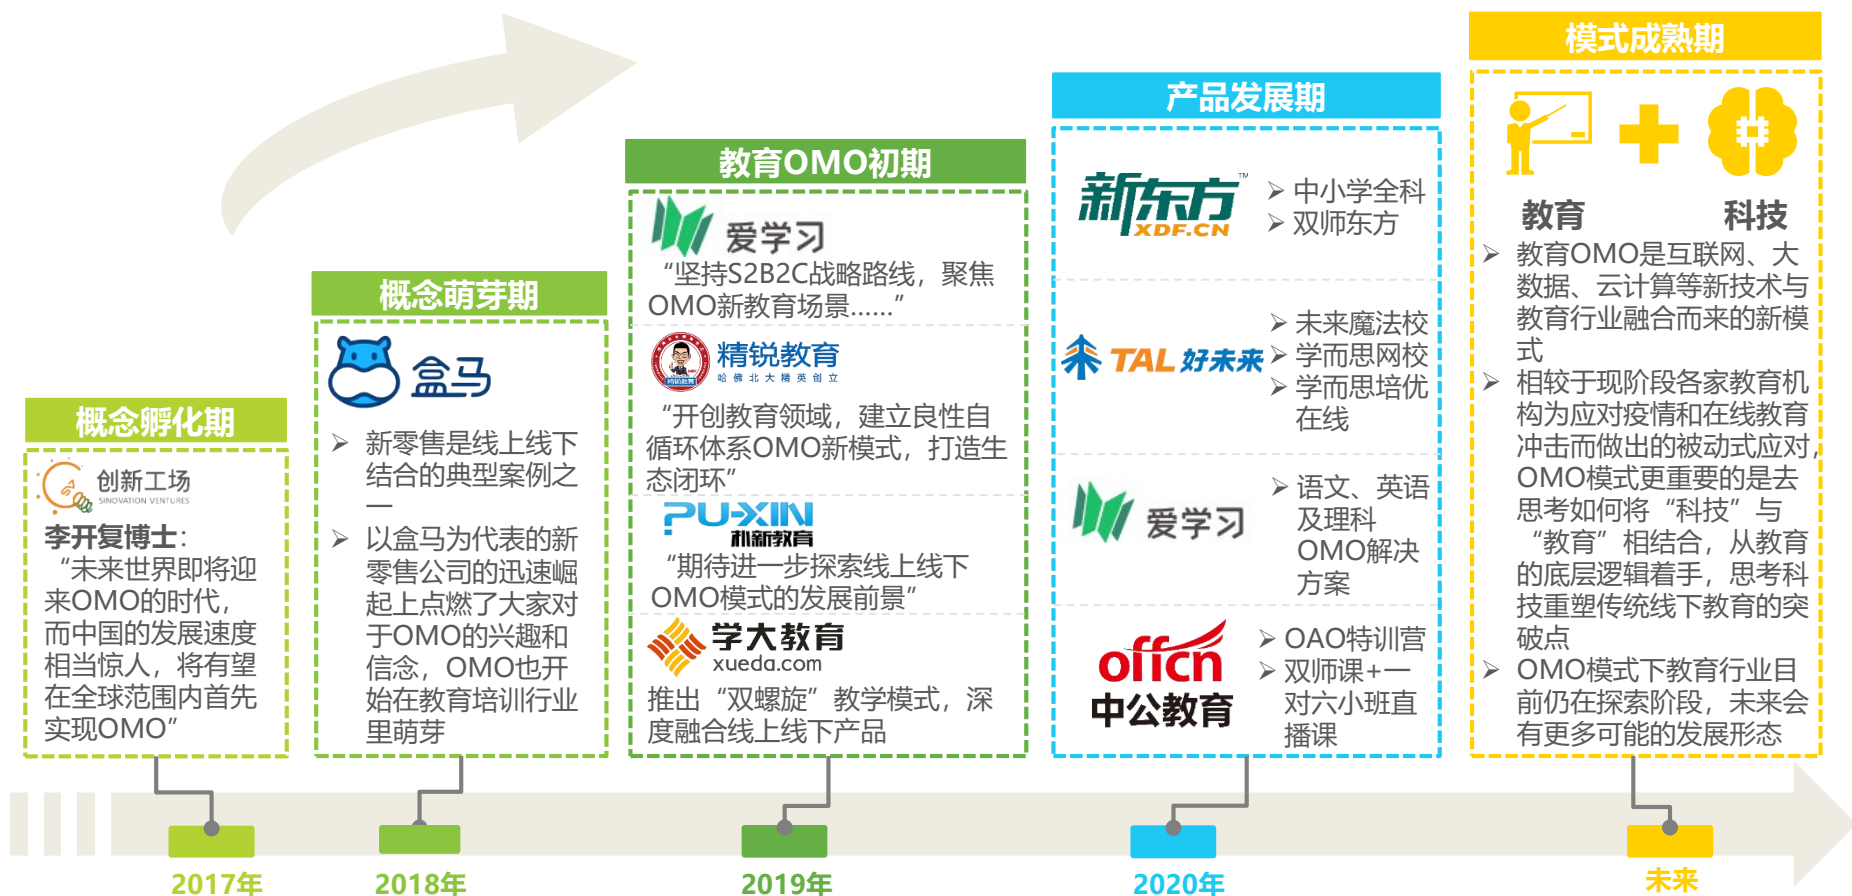 概念孵化期
创新工场
SINOVATION VENTURES
李开复博士：
“未来世界即将迎
来OMO的时代，
而中国的发展速度
相当惊人，将有望
在全球范围内首先
实现OMO”
概念萌芽期
盒马
➢ 新零售是线上线下
结合的典型案例之
一
➢ 以盒马为代表的新
零售公司的迅速崛
起上点燃了大家对
于OMO的兴趣和
信念，OMO也开
始在教育培训行业
里萌芽
教育OMO初期
爱学习
“坚持S2B2C战略路线，聚焦
OMO新教育场景……”
精锐教育
哈佛北大精英创立
精锐教育
“开创教育领域，建立良性自
循环体系OMO新模式，打造生
态闭环”
PU-XIN
朴新教育
“期待进一步探索线上线下
OMO模式的发展前景”
学大教育
xueda.com
推出“双螺旋”教学模式，深
度融合线上线下产品
产品发展期
新东方™
XDF.CN
➢ 中小学全科
➢ 双师东方
TAL 好未来
➢ 未来魔法校
➢ 学而思网校
➢ 学而思培优
在线
爱学习
➢ 语文、英语
及理科
OMO解决
方案
offcn
中公教育
➢ OAO特训营
➢ 双师课+一
对六小班直
播课
模式成熟期
教育 科技
➢ 教育OMO是互联网、大
数据、云计算等新技术与
教育行业融合而来的新模
式
➢ 相较于现阶段各家教育机
构为应对疫情和在线教育
冲击而做出的被动式应对，
OMO模式更重要的是去
思考如何将“科技”与
“教育”相结合，从教育
的底层逻辑着手，思考科
技重塑传统线下教育的突
破点
➢ OMO模式下教育行业目
前仍在探索阶段，未来会
有更多可能的发展形态
2017年
2018年
2019年
2020年
未来